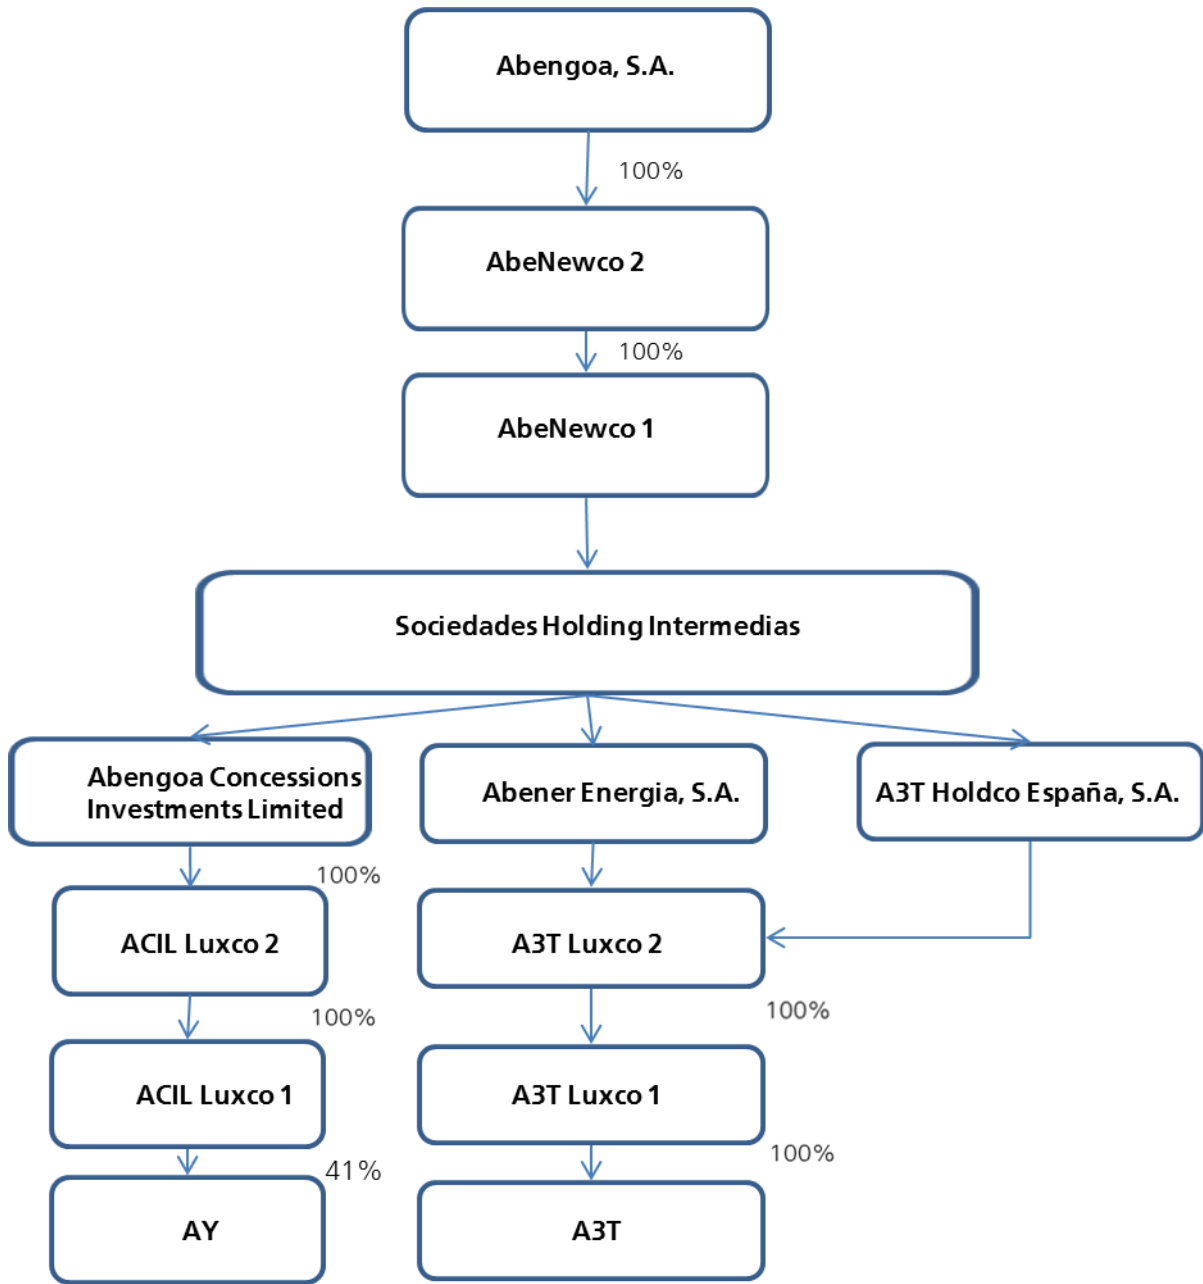 Abengoa, S.A.
100%
AbeNewco 2
100%
AbeNewco 1
Sociedades Holding Intermedias
Abengoa Concessions
Investments Limited
Abener Energia, S.A.
A3T Holdco España, S.A.
100%
ACIL Luxco 2
A3T Luxco 2
100%
100%
ACIL Luxco 1
A3T Luxco 1
41%
100%
AY
A3T